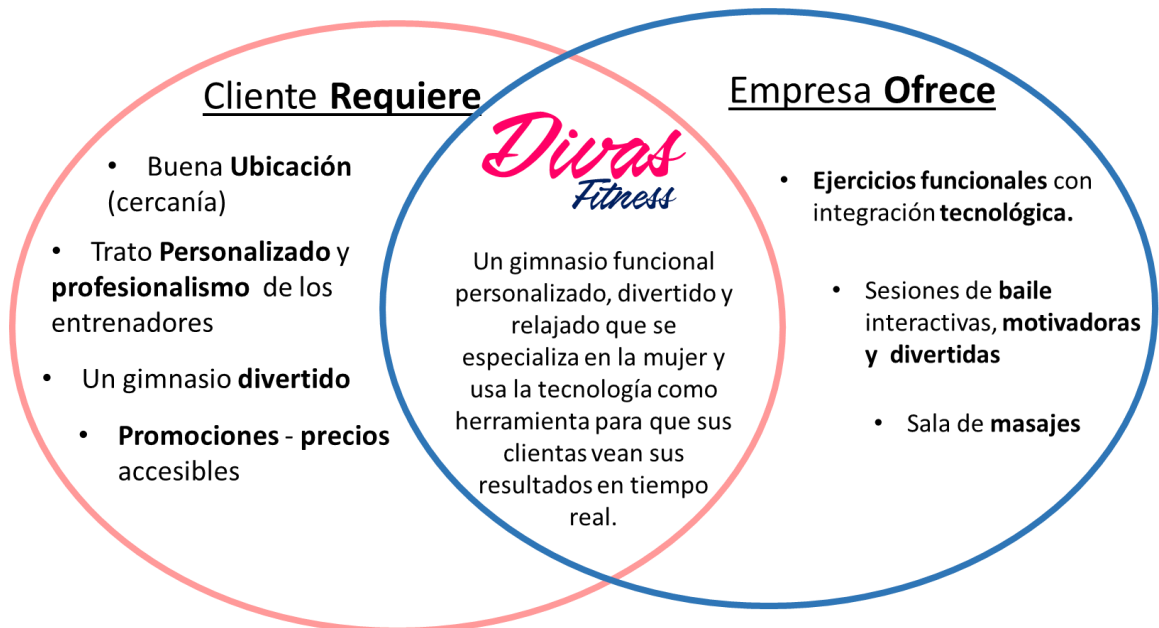 Cliente Requiere
• Buena Ubicación
(cercanía)
• Trato Personalizado y
profesionalismo de los
entrenadores
• Un gimnasio divertido
• Promociones - precios
accesibles
Divas
Fitness
Un gimnasio funcional
personalizado, divertido y
relajado que se
especializa en la mujer y
usa la tecnología como
herramienta para que sus
clientas vean sus
resultados en tiempo
real.
Empresa Ofrece
• Ejercicios funcionales con
integración tecnológica.
• Sesiones de baile
interactivas, motivadoras
y divertidas
• Sala de masajes